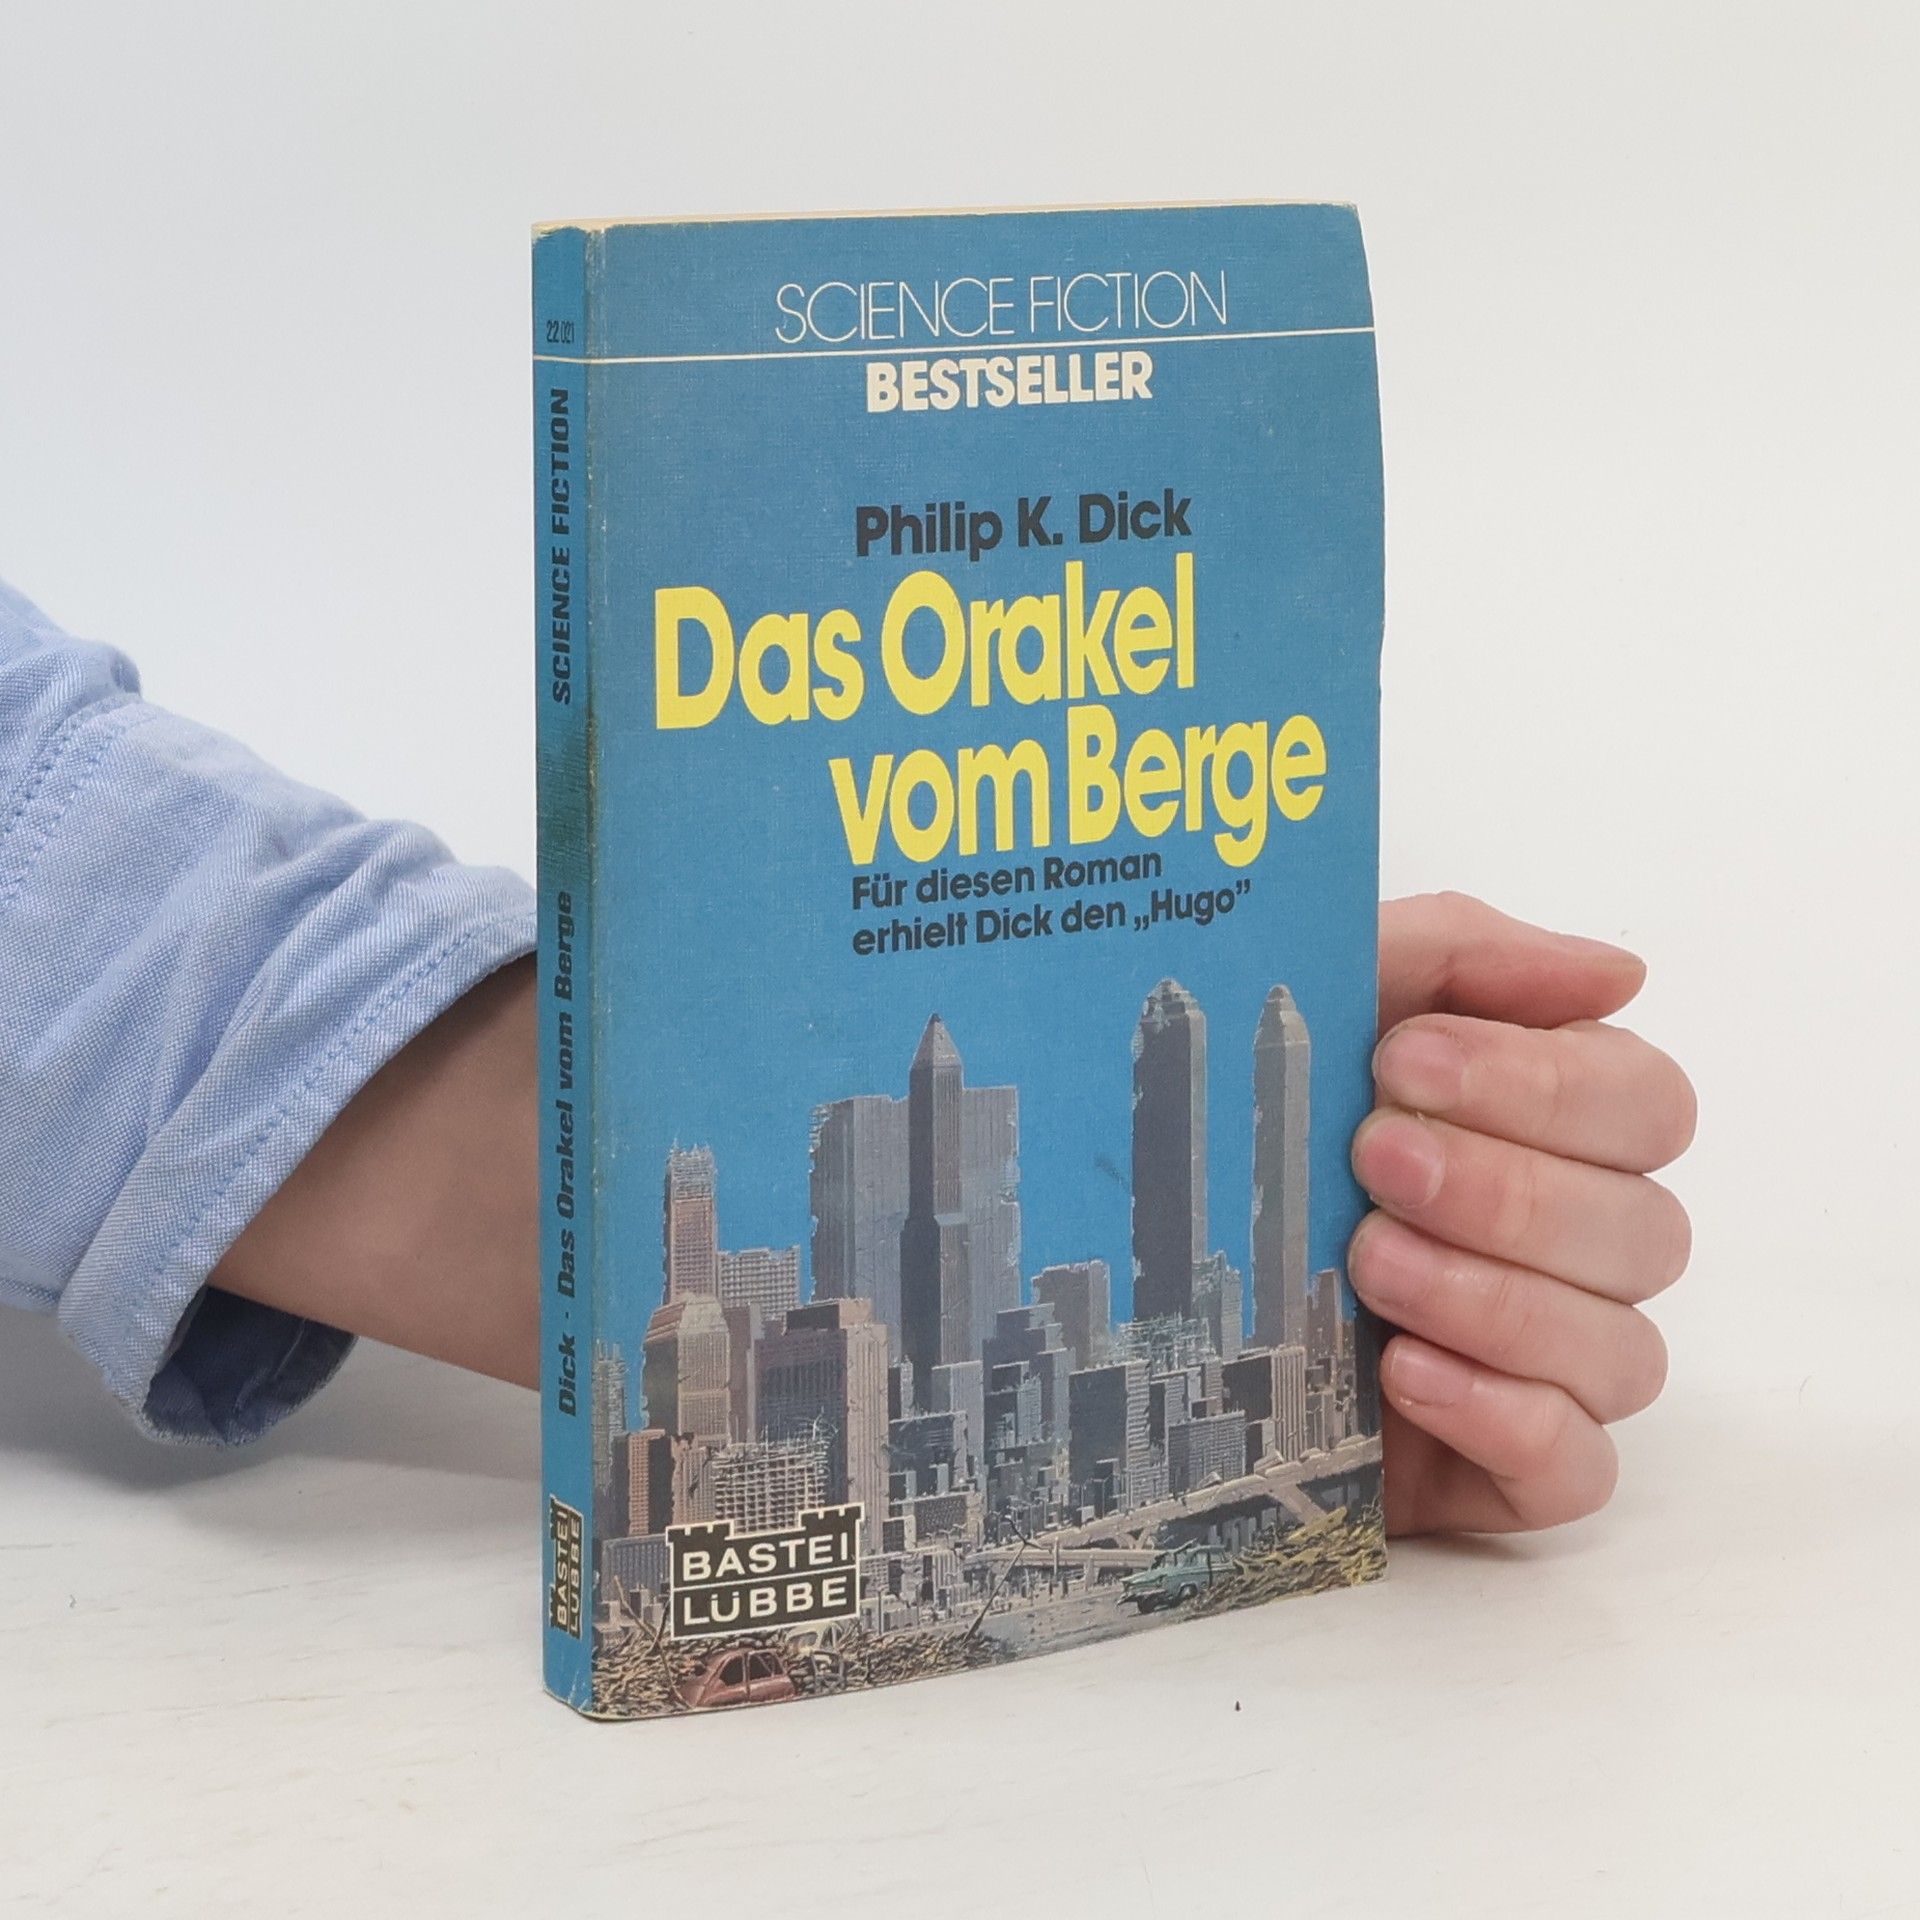 SCIENCE FICTION
BESTSELLER
Philip K. Dick
Das Orakel
vom Berge
Für diesen Roman
erhielt Dick den „Hugo”
BASTEI
LÜBBE
22 021
SCIENCE FICTION
Dick · Das Orakel vom Berge
BASTEI
LÜBBE